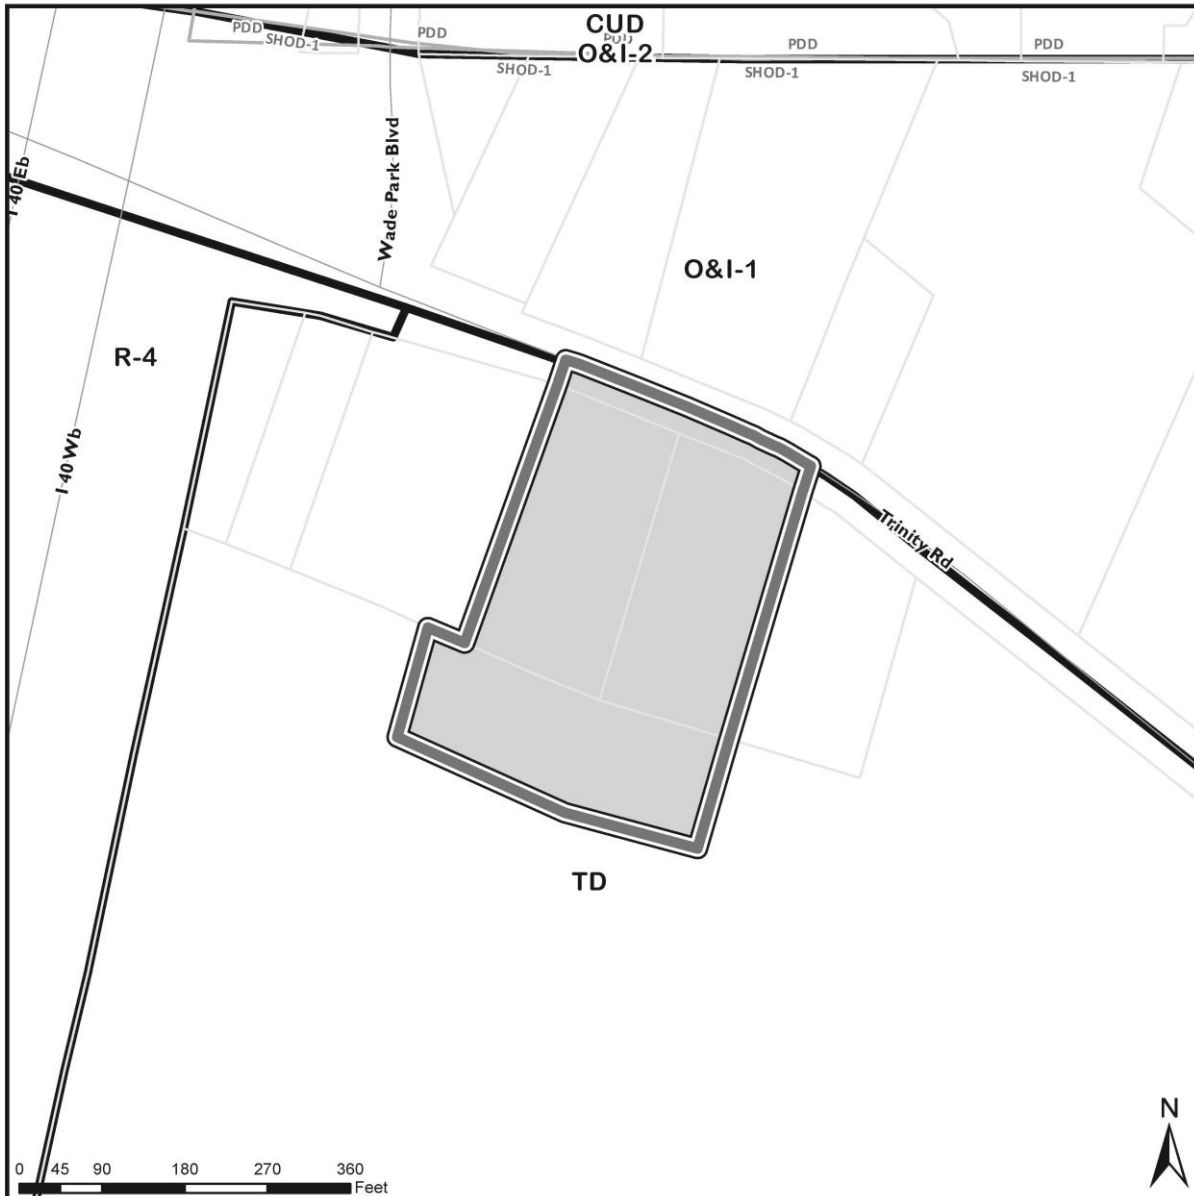 CUD
PDD
PDD
PUD
PDD
PDD
SHOD-1
O&I-2
SHOD-1
SHOD-1
SHOD-1
Wade Park Blvd
I 40 Eb
O&I-1
R-4
I 40 Wb
Trinity Rd
TD
N
0 45 90 180 270 360
Feet